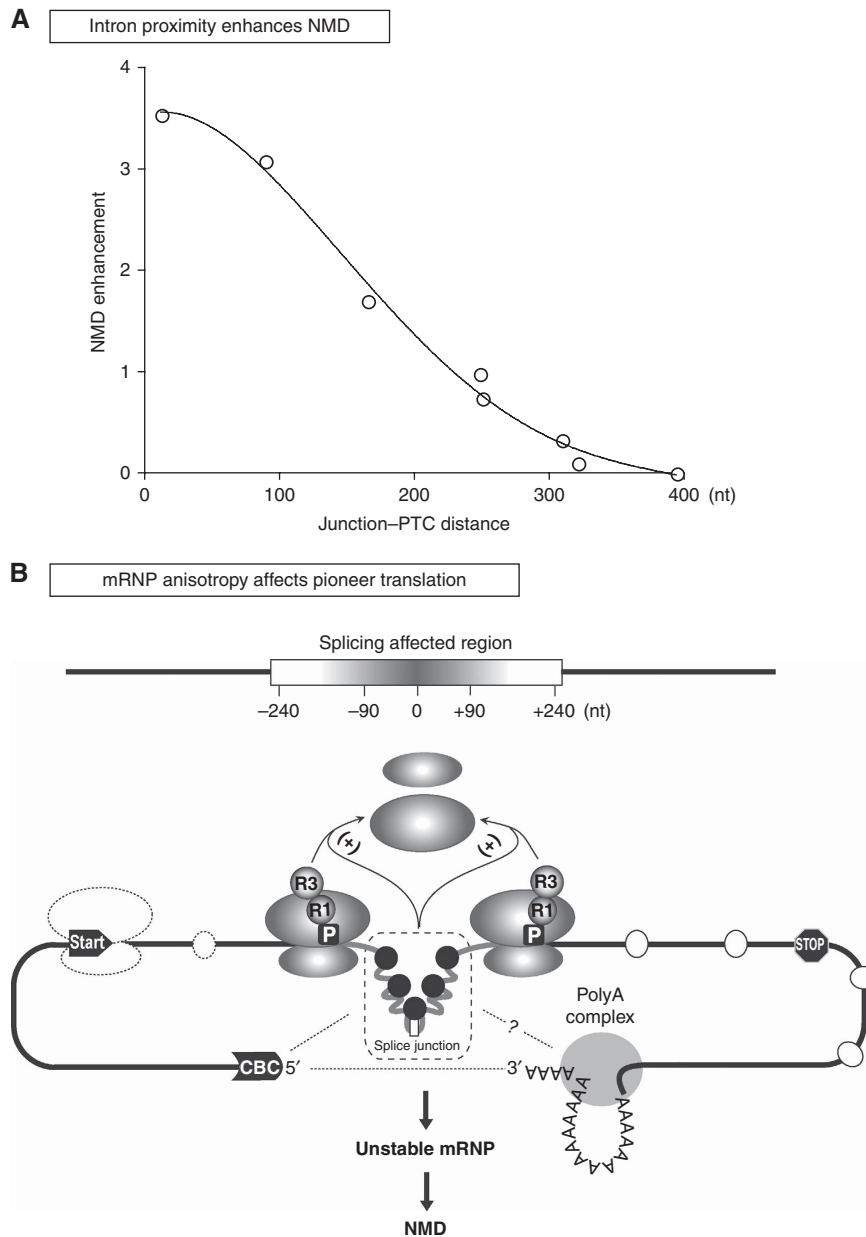 A
Intron proximity enhances NMD
4
3
2
1
0
NMD enhancement
0 100 200 300 400 (nt)
Junction–PTC distance
B
mRNP anisotropy affects pioneer translation
Splicing affected region
–240 –90 0 +90 +240 (nt)
(+) (+)
R3 R3
R1 R1
P P
Start
STOP
PolyA
complex
?
Splice junction
CBC 5′
3′ AAAA
AAAAAAAAAAAAAAA
Unstable mRNP
NMD